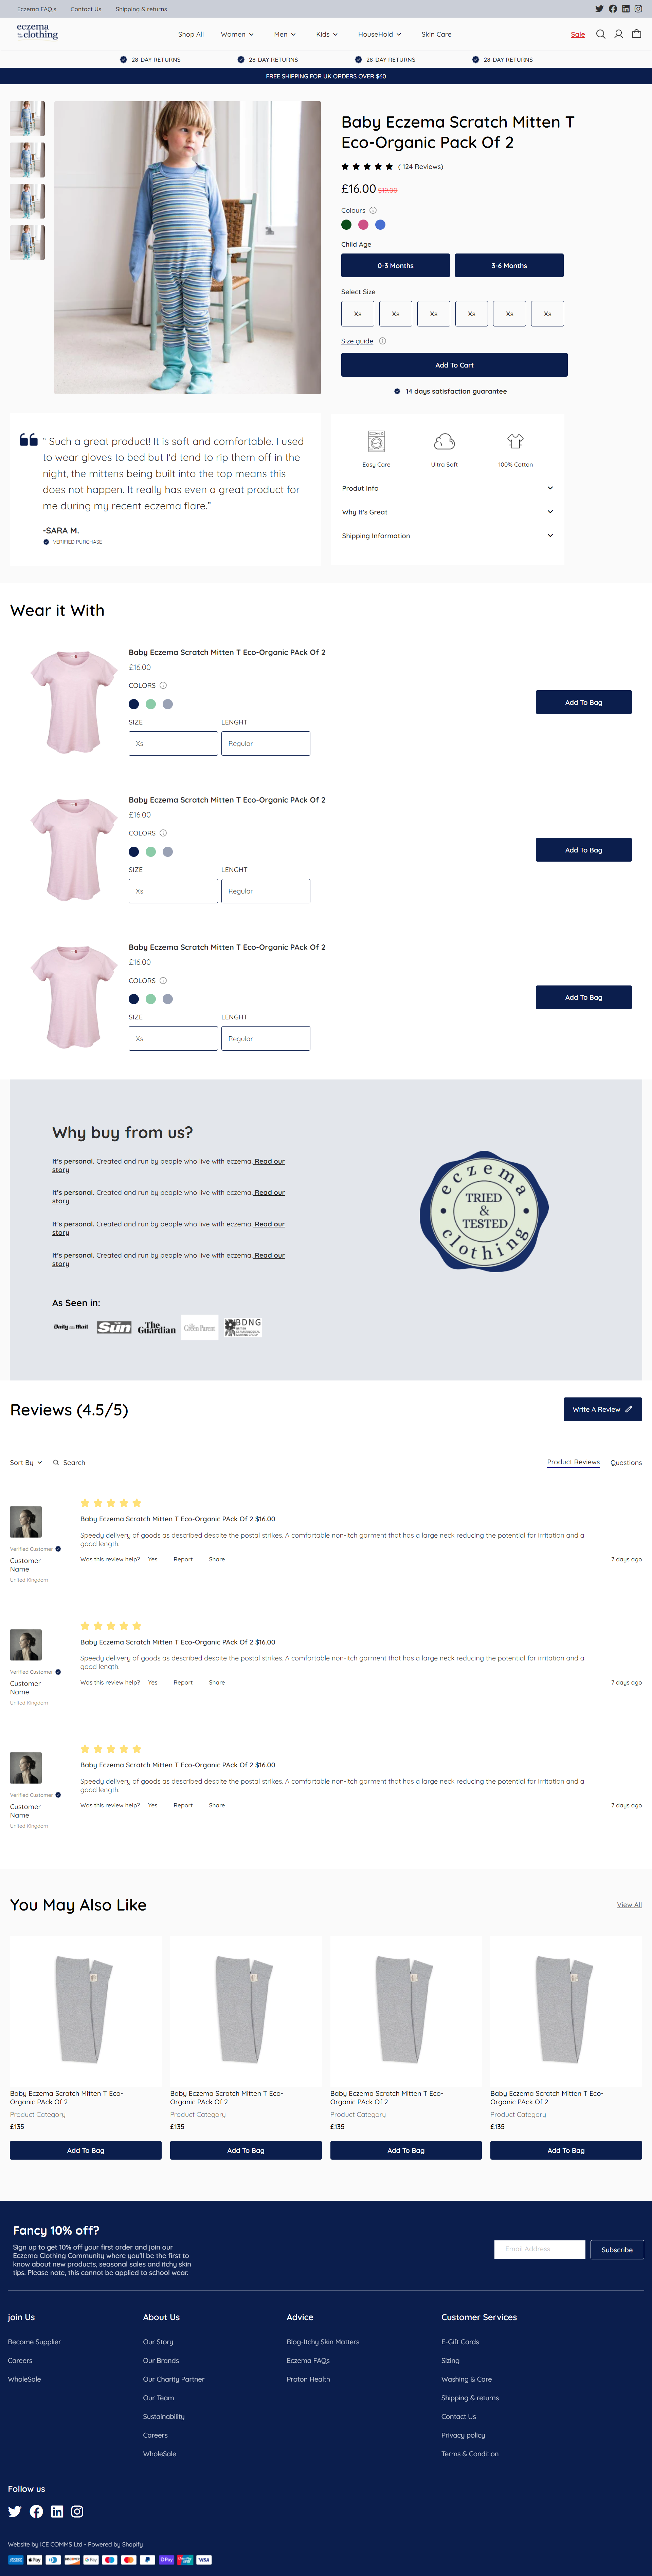 Eczema FAQ,s Contact Us Shipping & returns
eczema
clothing
Shop All Women Men Kids HouseHold Skin Care
Sale
28-DAY RETURNS 28-DAY RETURNS 28-DAY RETURNS 28-DAY RETURNS
FREE SHIPPING FOR UK ORDERS OVER $60
Baby Eczema Scratch Mitten T
Eco-Organic Pack Of 2
( 124 Reviews)
£16.00 $19.00
Colours
Child Age
0-3 Months 3-6 Months
Select Size
Xs Xs Xs Xs Xs Xs
Size guide
Add To Cart
14 days satisfaction guarantee
“ Such a great product! It is soft and comfortable. I used
to wear gloves to bed but I'd tend to rip them off in the
night, the mittens being built into the top means this
does not happen. It really has even a great product for
me during my recent eczema flare.”
-SARA M.
VERIFIED PURCHASE
Easy Care Ultra Soft 100% Cotton
Produt Info
Why It's Great
Shipping Information
Wear it With
Baby Eczema Scratch Mitten T Eco-Organic PAck Of 2
£16.00
COLORS
SIZE LENGHT
Xs Regular
Add To Bag
Baby Eczema Scratch Mitten T Eco-Organic PAck Of 2
£16.00
COLORS
SIZE LENGHT
Xs Regular
Add To Bag
Baby Eczema Scratch Mitten T Eco-Organic PAck Of 2
£16.00
COLORS
SIZE LENGHT
Xs Regular
Add To Bag
Why buy from us?
It's personal. Created and run by people who live with eczema. Read our
story
It's personal. Created and run by people who live with eczema. Read our
story
It's personal. Created and run by people who live with eczema. Read our
story
It's personal. Created and run by people who live with eczema. Read our
story
eczema
TRIED
&
TESTED
clothing
As Seen in:
Daily Mail The Sun The Guardian Green Parent BDNG
Reviews (4.5/5)
Write A Review
Sort By Search
Product Reviews Questions
Verified Customer
Customer
Name
United Kingdom
Baby Eczema Scratch Mitten T Eco-Organic PAck Of 2 $16.00
Speedy delivery of goods as described despite the postal strikes. A comfortable non-itch garment that has a large neck reducing the potential for irritation and a
good length.
Was this review help? Yes Report Share
7 days ago
Verified Customer
Customer
Name
United Kingdom
Baby Eczema Scratch Mitten T Eco-Organic PAck Of 2 $16.00
Speedy delivery of goods as described despite the postal strikes. A comfortable non-itch garment that has a large neck reducing the potential for irritation and a
good length.
Was this review help? Yes Report Share
7 days ago
Verified Customer
Customer
Name
United Kingdom
Baby Eczema Scratch Mitten T Eco-Organic PAck Of 2 $16.00
Speedy delivery of goods as described despite the postal strikes. A comfortable non-itch garment that has a large neck reducing the potential for irritation and a
good length.
Was this review help? Yes Report Share
7 days ago
You May Also Like
View All
Baby Eczema Scratch Mitten T Eco-
Organic PAck Of 2
Product Category
£135
Add To Bag
Baby Eczema Scratch Mitten T Eco-
Organic PAck Of 2
Product Category
£135
Add To Bag
Baby Eczema Scratch Mitten T Eco-
Organic PAck Of 2
Product Category
£135
Add To Bag
Baby Eczema Scratch Mitten T Eco-
Organic PAck Of 2
Product Category
£135
Add To Bag
Fancy 10% off?
Sign up to get 10% off your first order and join our
Eczema Clothing Community where you'll be the first to
know about new products, seasonal sales and itchy skin
tips. Please note, this cannot be applied to school wear.
Email Address
Subscribe
join Us
Become Supplier
Careers
WholeSale
About Us
Our Story
Our Brands
Our Charity Partner
Our Team
Sustainability
Careers
WholeSale
Advice
Blog-Itchy Skin Matters
Eczema FAQs
Proton Health
Customer Services
E-Gift Cards
Sizing
Washing & Care
Shipping & returns
Contact Us
Privacy policy
Terms & Condition
Follow us
Website by ICE COMMS Ltd - Powered by Shopify